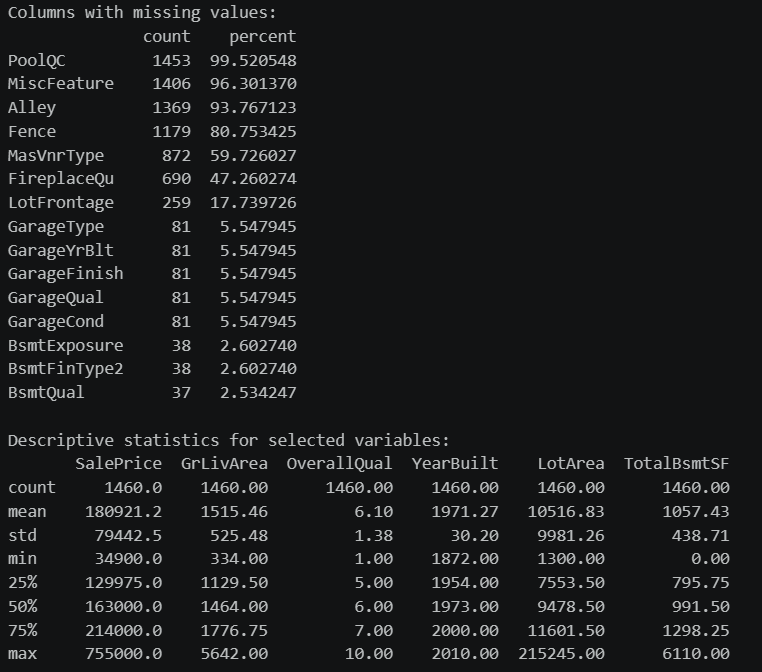 Columns with missing values:
count percent
PoolQC 1453 99.520548
MiscFeature 1406 96.301370
Alley 1369 93.767123
Fence 1179 80.753425
MasVnrType 872 59.726027
FireplaceQu 690 47.260274
LotFrontage 259 17.739726
GarageType 81 5.547945
GarageYrBlt 81 5.547945
GarageFinish 81 5.547945
GarageQual 81 5.547945
GarageCond 81 5.547945
BsmtExposure 38 2.602740
BsmtFinType2 38 2.602740
BsmtQual 37 2.534247
Descriptive statistics for selected variables:
SalePrice GrLivArea OverallQual YearBuilt LotArea TotalBsmtSF
count 1460.0 1460.00 1460.00 1460.00 1460.00 1460.00
mean 180921.2 1515.46 6.10 1971.27 10516.83 1057.43
std 79442.5 525.48 1.38 30.20 9981.26 438.71
min 34900.0 334.00 1.00 1872.00 1300.00 0.00
25% 129975.0 1129.50 5.00 1954.00 7553.50 795.75
50% 163000.0 1464.00 6.00 1973.00 9478.50 991.50
75% 214000.0 1776.75 7.00 2000.00 11601.50 1298.25
max 755000.0 5642.00 10.00 2010.00 215245.00 6110.00